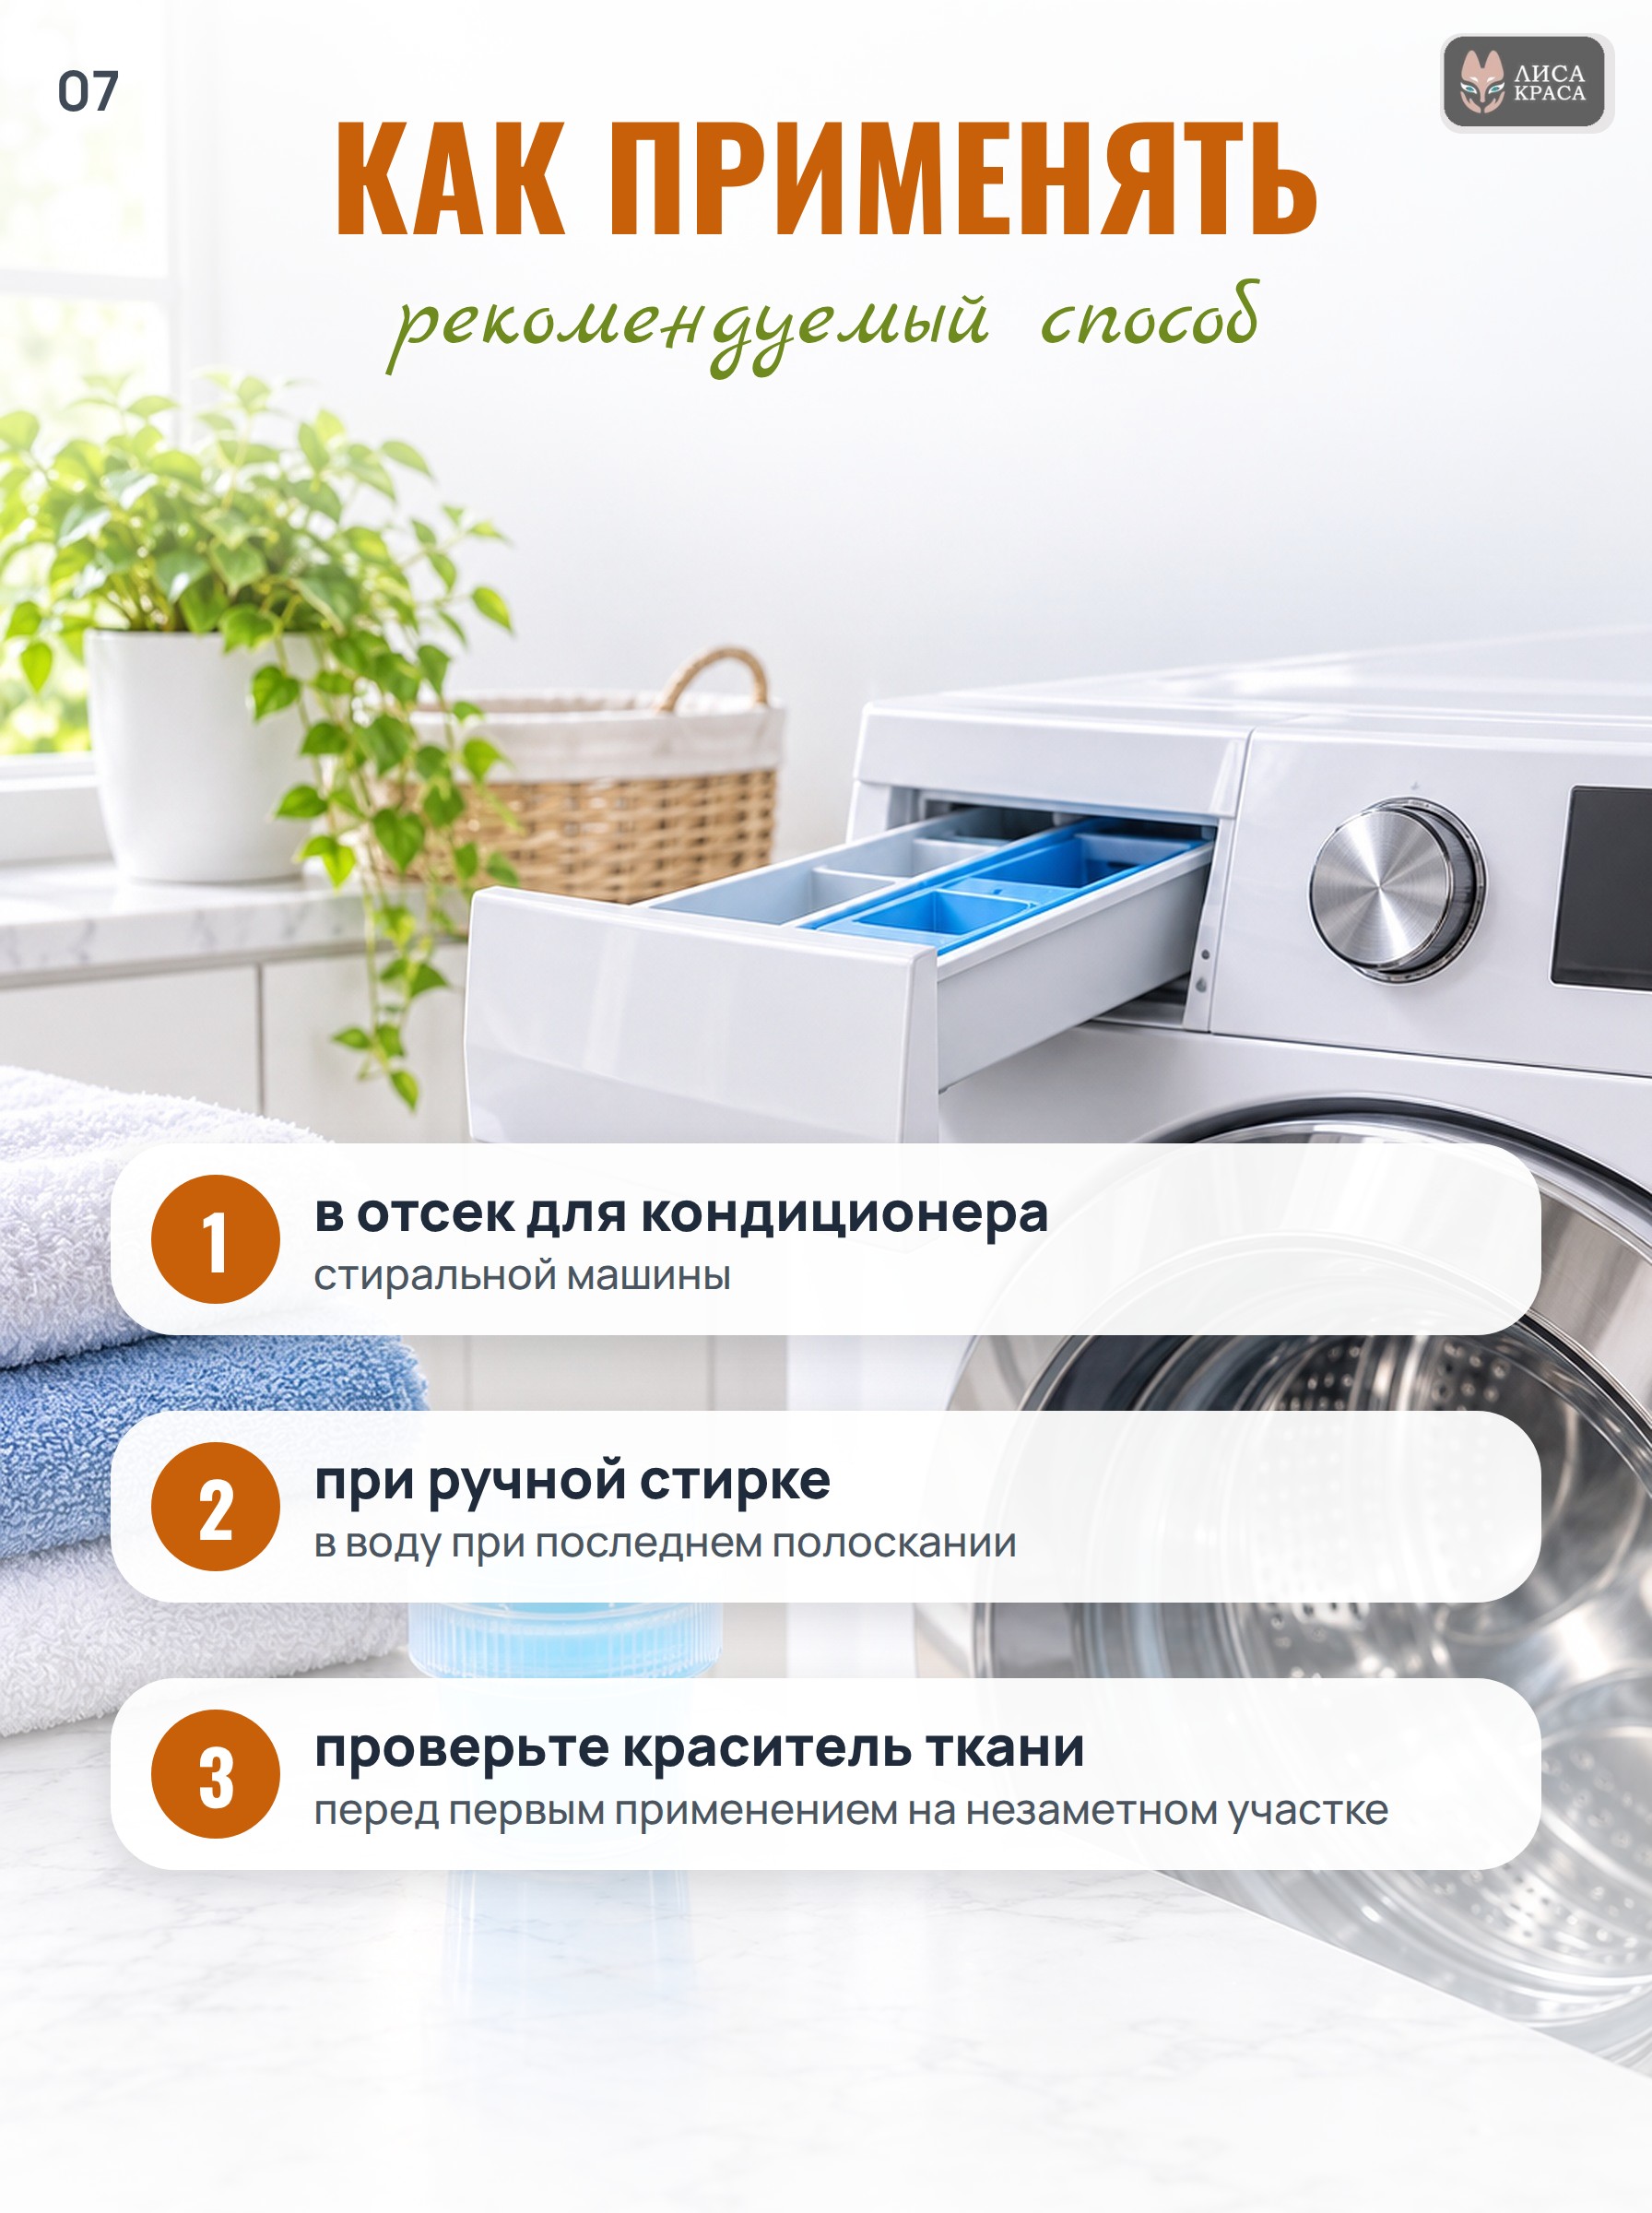 07
ЛИСА
КРАСА
КАК ПРИМЕНЯТЬ
рекомендуемый способ
1
в отсек для кондиционера
стиральной машины
2
при ручной стирке
в воду при последнем полоскании
3
проверьте краситель ткани
перед первым применением на незаметном участке